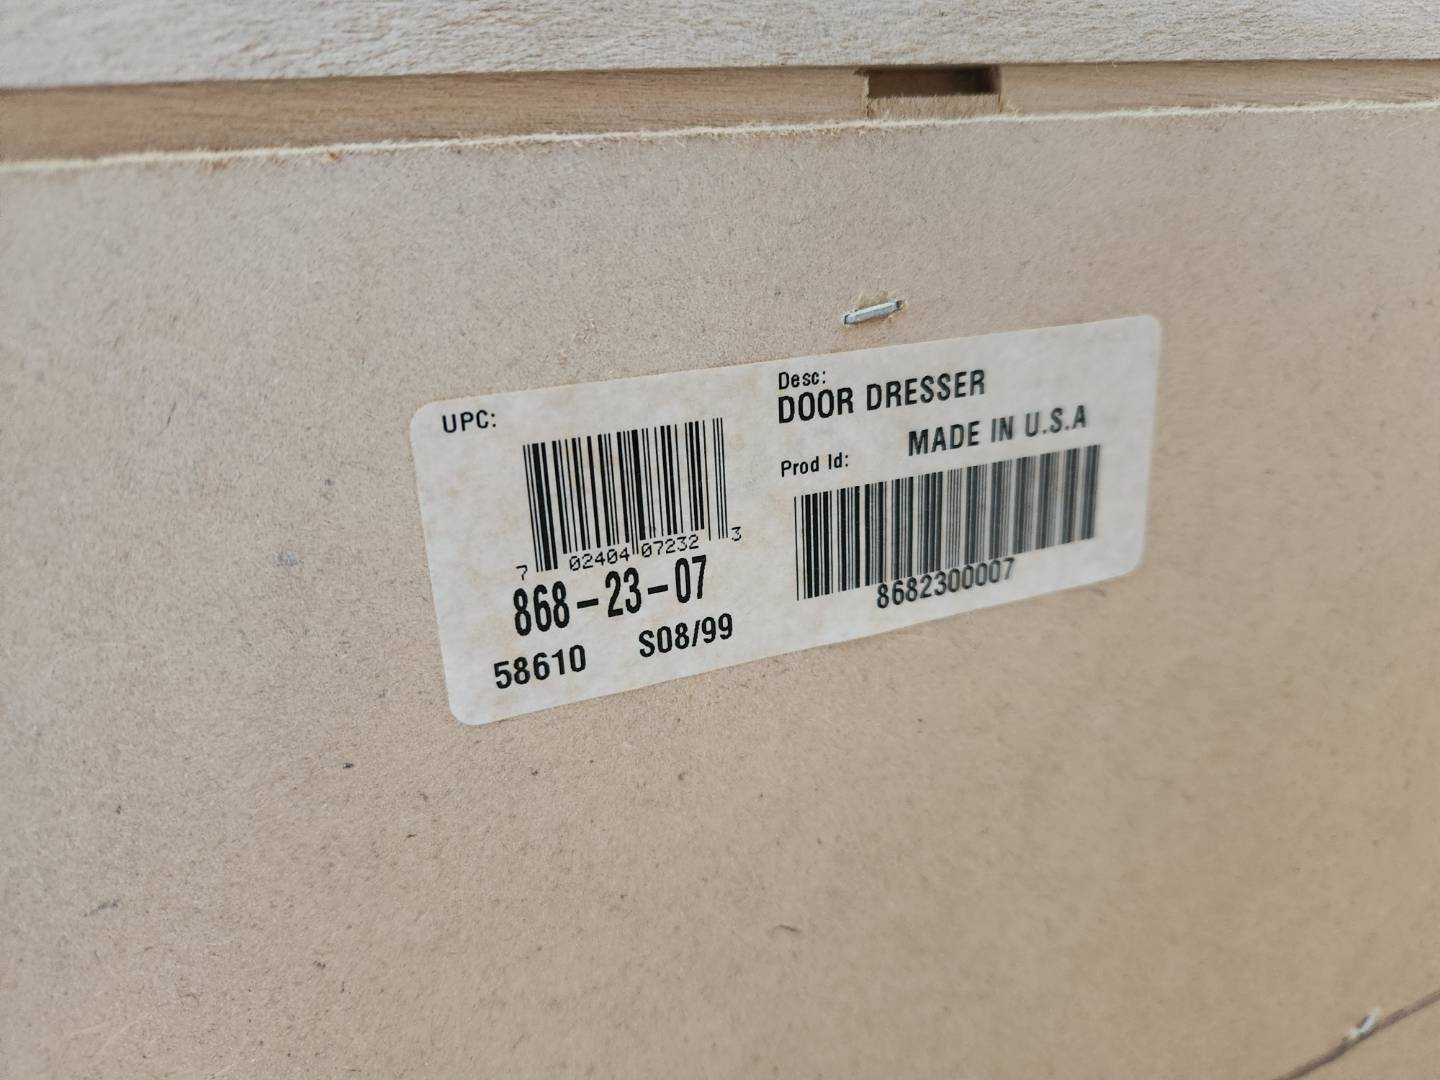 UPC:
7 02404 07232 3
868-23-07
58610 S08/99
Desc:
DOOR DRESSER
MADE IN U.S.A
Prod Id:
8682300007